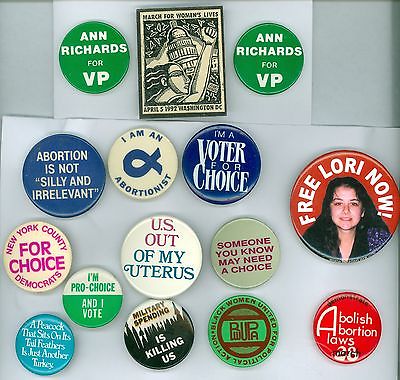 ANN
RICHARDS
FOR
VP
MARCH FOR WOMEN'S LIVES
APRIL 5 1992 WASHINGTON DC
ANN
RICHARDS
FOR
VP
ABORTION
IS NOT
"SILLY AND
IRRELEVANT"
I AM AN
ABORTIONIST
I'M A
VOTER
FOR
CHOICE
FREE LORI NOW!
NEW YORK COUNTY
FOR
CHOICE
DEMOCRATS
I'M
PRO-CHOICE
AND I
VOTE
U.S.
OUT
OF MY
UTERUS
SOMEONE
YOU KNOW
MAY NEED
A CHOICE
A Peacock
That Sits On Its
Tail Feathers
Is Just Another
Turkey.
MILITARY
SPENDING
IS
KILLING
US
BLACK WOMEN UNITED FOR
POLITICAL ACTION
Abolish
Abortion
laws